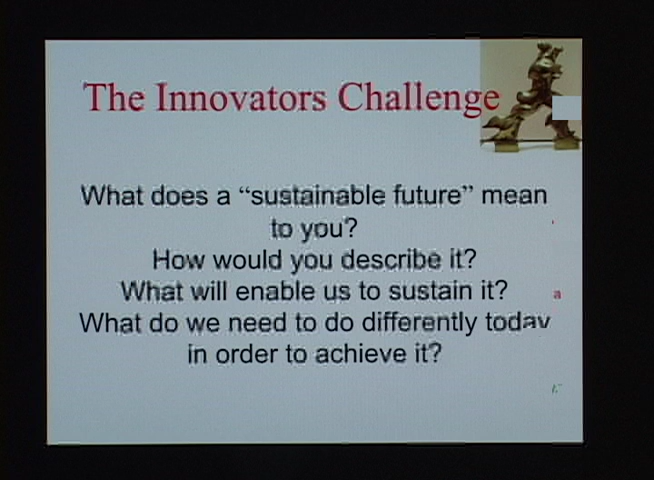 The Innovators Challenge
What does a “sustainable future” mean
to you?
How would you describe it?
What will enable us to sustain it?
a
What do we need to do differently today
in order to achieve it?